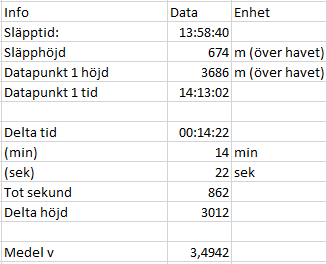 Info Data Enhet
Släpptid: 13:58:40
Släpphöjd 674 m (över havet)
Datapunkt 1 höjd 3686 m (över havet)
Datapunkt 1 tid 14:13:02
Delta tid 00:14:22
(min) 14 min
(sek) 22 sek
Tot sekund 862
Delta höjd 3012
Medel v 3,4942